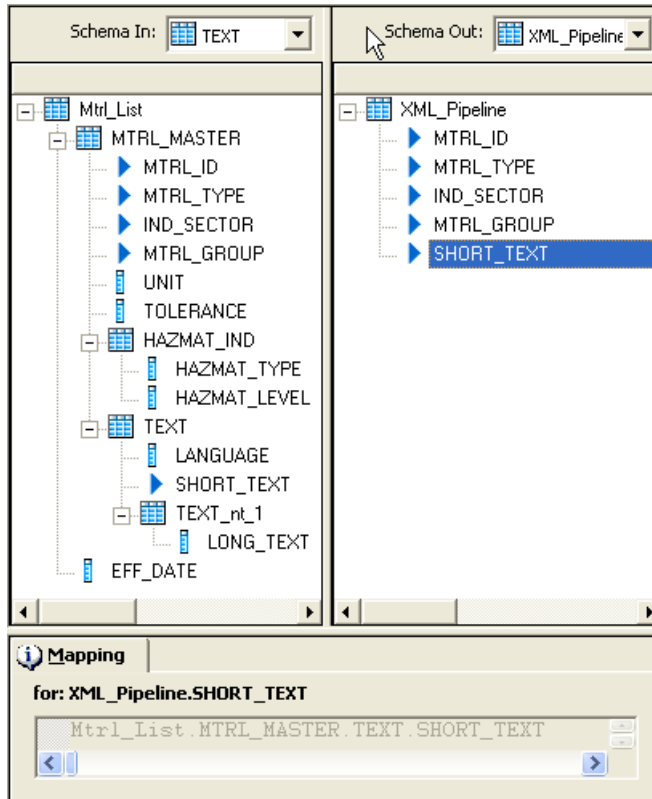 Schema In: TEXT
Schema Out: XML_Pipeline
Mtrl_List
MTRL_MASTER
MTRL_ID
MTRL_TYPE
IND_SECTOR
MTRL_GROUP
UNIT
TOLERANCE
HAZMAT_IND
HAZMAT_TYPE
HAZMAT_LEVEL
TEXT
LANGUAGE
SHORT_TEXT
TEXT_nt_1
LONG_TEXT
EFF_DATE
XML_Pipeline
MTRL_ID
MTRL_TYPE
IND_SECTOR
MTRL_GROUP
SHORT_TEXT
Mapping
for: XML_Pipeline.SHORT_TEXT
Mtrl_List.MTRL_MASTER.TEXT.SHORT_TEXT